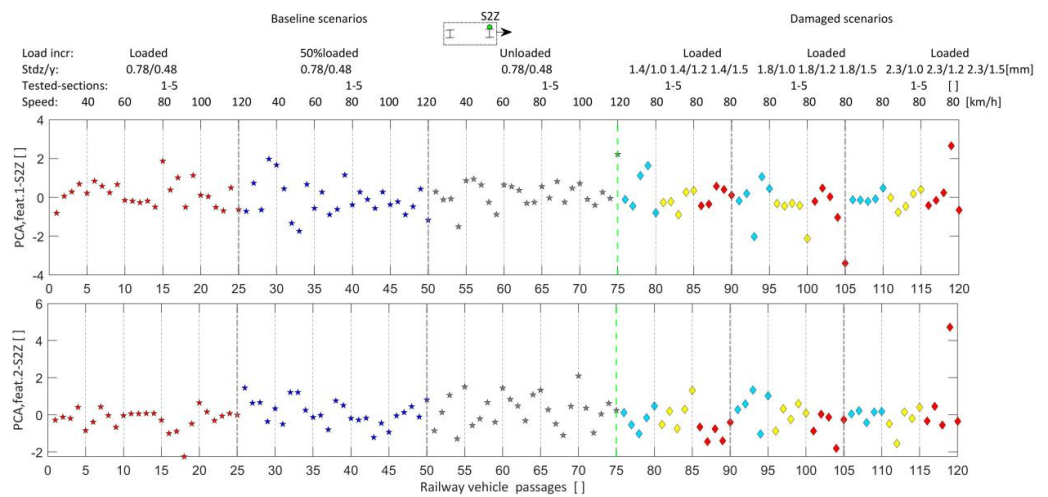 Baseline scenarios S2Z Damaged scenarios
Load incr: Loaded 50%loaded Unloaded Loaded Loaded Loaded
Stdz/y: 0.78/0.48 0.78/0.48 0.78/0.48 1.4/1.0 1.4/1.2 1.4/1.5 1.8/1.0 1.8/1.2 1.8/1.5 2.3/1.0 2.3/1.2 2.3/1.5[mm]
Tested-sections: 1-5 1-5 1-5 1-5 1-5 1-5 [ ]
Speed: 40 60 80 100 120 40 60 80 100 120 40 60 80 100 120 80 80 80 80 80 80 80 80 80 [km/h]
PCA,feat.1-S2Z [ ]
4
2
0
-2
-4
0 5 10 15 20 25 30 35 40 45 50 55 60 65 70 75 80 85 90 95 100 105 110 115 120
PCA,feat.2-S2Z [ ]
6
4
2
0
-2
0 5 10 15 20 25 30 35 40 45 50 55 60 65 70 75 80 85 90 95 100 105 110 115 120
Railway vehicle passages [ ]